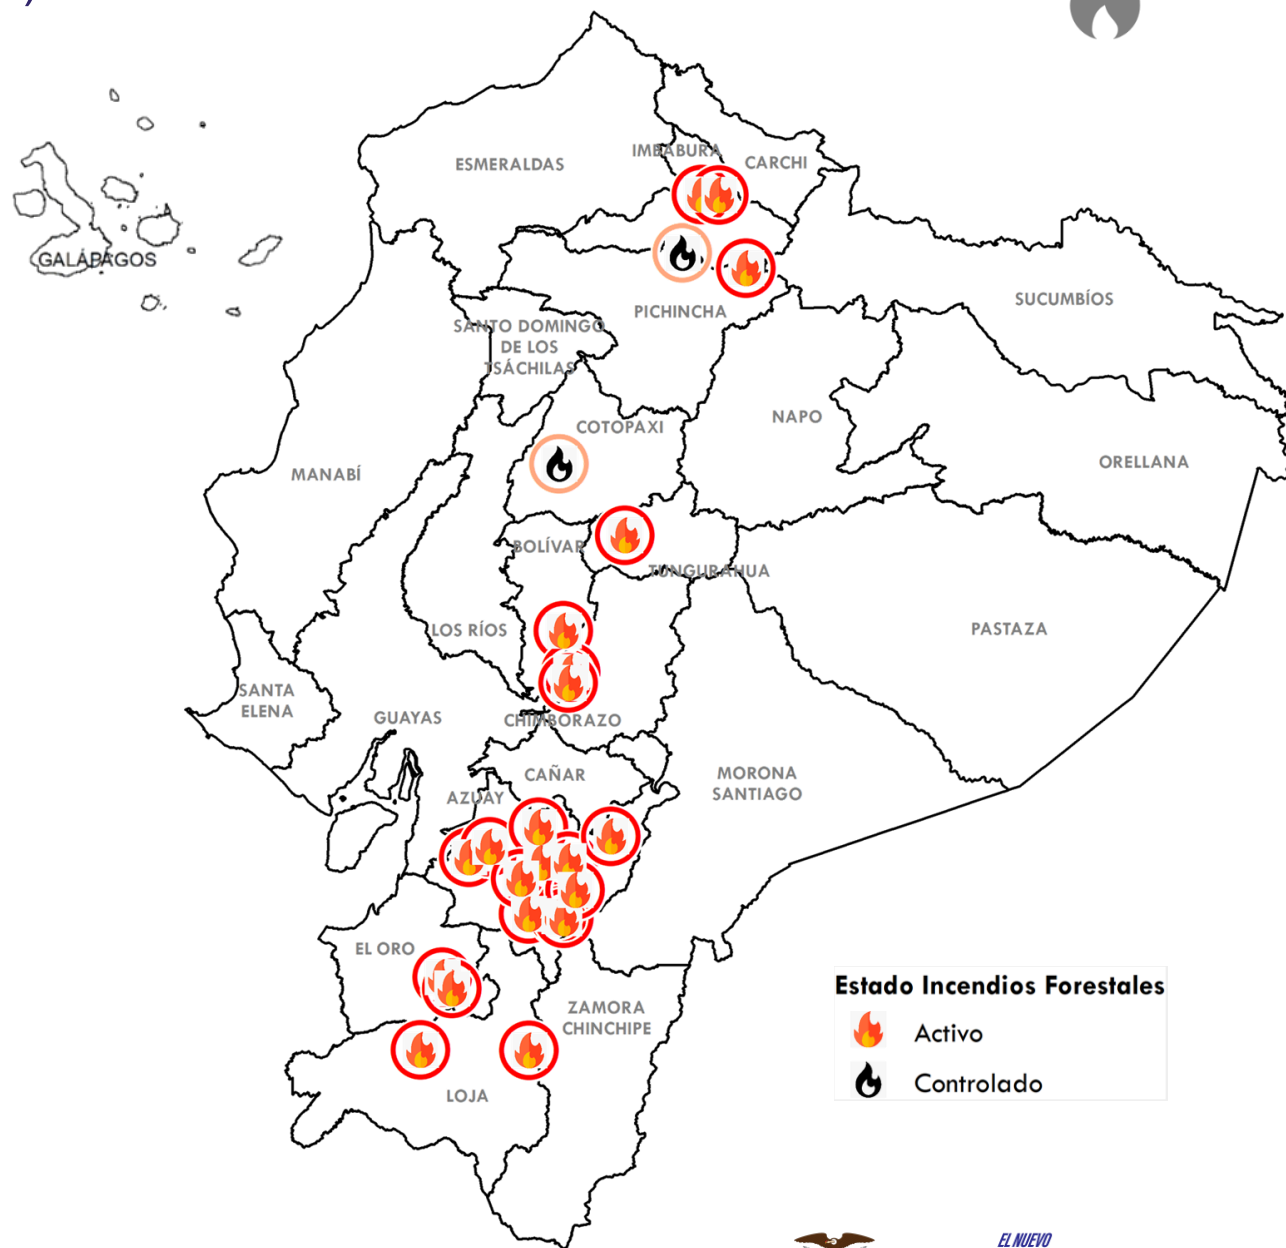 IMBABURA
CARCHI
ESMERALDAS
GALÁPAGOS
SUCUMBÍOS
PICHINCHA
SANTO DOMINGO
DE LOS
TSÁCHILAS
NAPO
COTOPAXI
ORELLANA
MANABÍ
BOLÍVAR
TUNGURAHUA
LOS RÍOS
PASTAZA
SANTA
ELENA
GUAYAS
CHIMBORAZO
CAÑAR
MORONA
SANTIAGO
AZUAY
EL ORO
ZAMORA
CHINCHIPE
LOJA
Estado Incendios Forestales
Activo
Controlado
EL NUEVO